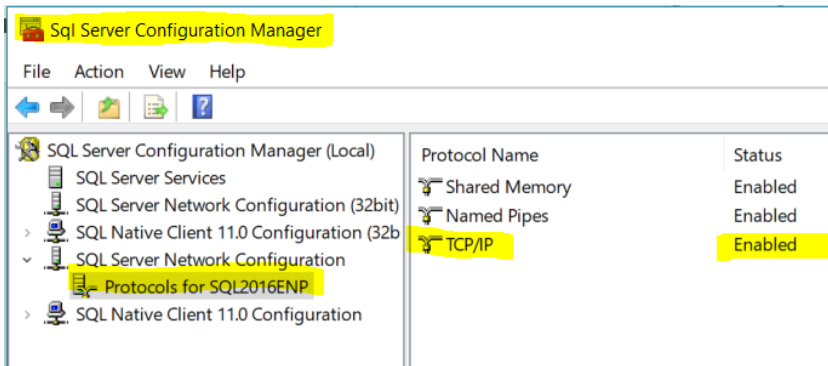 Sql Server Configuration Manager
File Action View Help
SQL Server Configuration Manager (Local)
SQL Server Services
SQL Server Network Configuration (32bit)
SQL Native Client 11.0 Configuration (32b
SQL Server Network Configuration
Protocols for SQL2016ENP
SQL Native Client 11.0 Configuration
Protocol Name Status
Shared Memory Enabled
Named Pipes Enabled
TCP/IP Enabled